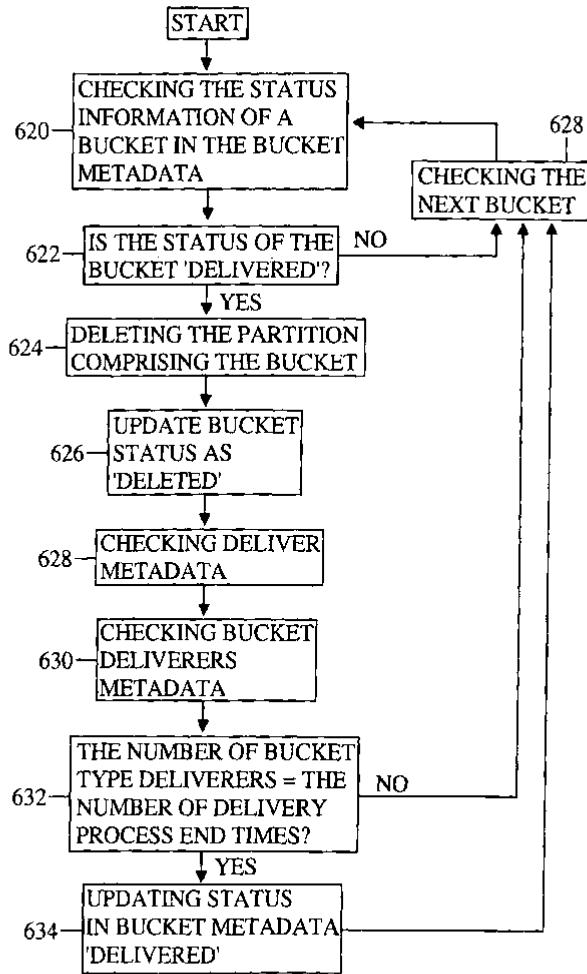 START
CHECKING THE STATUS
INFORMATION OF A
BUCKET IN THE BUCKET
METADATA
620
628
CHECKING THE
NEXT BUCKET
IS THE STATUS OF THE
BUCKET 'DELIVERED'?
622
NO
YES
DELETING THE PARTITION
COMPRISING THE BUCKET
624
UPDATE BUCKET
STATUS AS
'DELETED'
626
CHECKING DELIVER
METADATA
628
CHECKING BUCKET
DELIVERERS
METADATA
630
THE NUMBER OF BUCKET
TYPE DELIVERERS = THE
NUMBER OF DELIVERY
PROCESS END TIMES?
632
NO
YES
UPDATING STATUS
IN BUCKET METADATA
'DELIVERED'
634